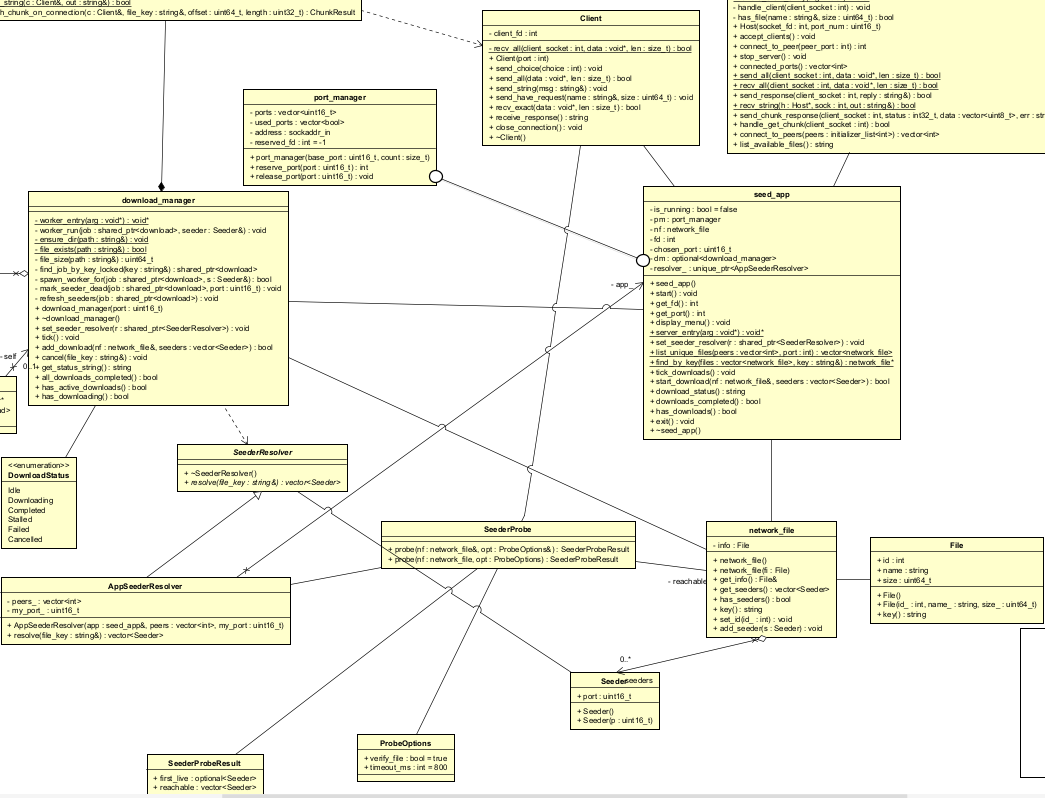 _string(c : Client&, out : string&) : bool
h_chunk_on_connection(c : Client&, file_key : string&, offset : uint64_t, length : uint32_t) : ChunkResult
Client
- client_fd : int
- recv_all(client_socket : int, data : void*, len : size_t) : bool
+ Client(port : int)
+ send_choice(choice : int) : void
+ send_all(data : void*, len : size_t) : bool
+ send_string(msg : string&) : void
+ send_have_request(name : string&, size : uint64_t) : void
+ recv_exact(data : void*, len : size_t) : bool
+ receive_response() : string
+ close_connection() : void
+ ~Client()
- handle_client(client_socket : int) : void
- has_file(name : string&, size : uint64_t) : bool
+ Host(socket_fd : int, port_num : uint16_t)
+ accept_clients() : void
+ connect_to_peer(peer_port : int) : int
+ stop_server() : void
+ connected_ports() : vector<int>
+ send_all(client_socket : int, data : void*, len : size_t) : bool
+ recv_all(client_socket : int, data : void*, len : size_t) : bool
+ send_response(client_socket : int, reply : string&) : bool
+ recv_string(h : Host*, sock : int, out : string&) : bool
+ send_chunk_response(client_socket : int, status : int32_t, data : vector<uint8_t>, err : str
+ handle_get_chunk(client_socket : int) : bool
+ connect_to_peers(peers : initializer_list<int>) : vector<int>
+ list_available_files() : string
port_manager
- ports : vector<uint16_t>
- used_ports : vector<bool>
- address : sockaddr_in
- reserved_fd : int = -1
+ port_manager(base_port : uint16_t, count : size_t)
+ reserve_port(port : uint16_t) : int
+ release_port(port : uint16_t) : void
download_manager
- worker_entry(arg : void*) : void*
- worker_run(job : shared_ptr<download>, seeder : Seeder&) : void
- ensure_dir(path : string&) : void
- file_exists(path : string&) : bool
- file_size(path : string&) : uint64_t
- find_job_by_key_locked(key : string&) : shared_ptr<download>
- spawn_worker_for(job : shared_ptr<download>, s : Seeder&) : bool
- mark_seeder_dead(job : shared_ptr<download>, port : uint16_t) : void
- refresh_seeders(job : shared_ptr<download>) : void
+ download_manager(port : uint16_t)
+ ~download_manager()
+ set_seeder_resolver(r : shared_ptr<SeederResolver>) : void
+ tick() : void
+ add_download(nf : network_file&, seeders : vector<Seeder>) : bool
+ cancel(file_key : string&) : void
+ get_status_string() : string
+ all_downloads_completed() : bool
+ has_active_downloads() : bool
+ has_downloading() : bool
seed_app
- is_running : bool = false
- pm : port_manager
- nf : network_file
- fd : int
- chosen_port : uint16_t
- dm : optional<download_manager>
- resolver_ : unique_ptr<AppSeederResolver>
+ seed_app()
+ start() : void
+ get_fd() : int
+ get_port() : int
+ display_menu() : void
+ server_entry(arg : void*) : void*
+ set_seeder_resolver(r : shared_ptr<SeederResolver>) : void
+ list_unique_files(peers : vector<int>, port : int) : vector<network_file>
+ find_by_key(files : vector<network_file>, key : string&) : network_file*
+ tick_downloads() : void
+ start_download(nf : network_file&, seeders : vector<Seeder>) : bool
+ download_status() : string
+ downloads_completed() : bool
+ has_downloads() : bool
+ exit() : void
+ ~seed_app()
- app_
- self
<<enumeration>>
DownloadStatus
Idle
Downloading
Completed
Stalled
Failed
Cancelled
SeederResolver
+ ~SeederResolver()
+ resolve(file_key : string&) : vector<Seeder>
SeederProbe
+ probe(nf : network_file&, opt : ProbeOptions&) : SeederProbeResult
+ probe(nf : network_file, opt : ProbeOptions) : SeederProbeResult
network_file
- info : File
+ network_file()
+ network_file(fi : File)
+ get_info() : File&
+ get_seeders() : vector<Seeder>
+ has_seeders() : bool
+ key() : string
+ set_id(id_ : int) : void
+ add_seeder(s : Seeder) : void
File
+ id : int
+ name : string
+ size : uint64_t
+ File()
+ File(id_ : int, name_ : string, size_ : uint64_t)
+ key() : string
- reachable
AppSeederResolver
- peers_ : vector<int>
- my_port_ : uint16_t
+ AppSeederResolver(app : seed_app&, peers : vector<int>, my_port : uint16_t)
+ resolve(file_key : string&) : vector<Seeder>
0..*
Seeder
seeders
+ port : uint16_t
+ Seeder()
+ Seeder(p : uint16_t)
ProbeOptions
+ verify_file : bool = true
+ timeout_ms : int = 800
SeederProbeResult
+ first_live : optional<Seeder>
+ reachable : vector<Seeder>